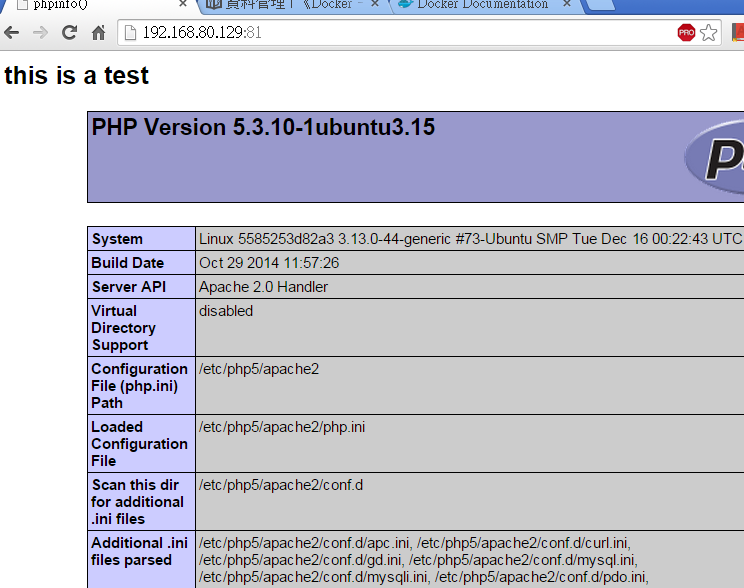 phpinfo()
資料管理 | 《Docker -
Docker Documentation
192.168.80.129:81
PRO
this is a test
PHP Version 5.3.10-1ubuntu3.15
System
Linux 5585253d82a3 3.13.0-44-generic #73-Ubuntu SMP Tue Dec 16 00:22:43 UTC
Build Date
Oct 29 2014 11:57:26
Server API
Apache 2.0 Handler
Virtual
Directory
Support
disabled
Configuration
File (php.ini)
Path
/etc/php5/apache2
Loaded
Configuration
File
/etc/php5/apache2/php.ini
Scan this dir
for additional
.ini files
/etc/php5/apache2/conf.d
Additional .ini
files parsed
/etc/php5/apache2/conf.d/apc.ini, /etc/php5/apache2/conf.d/curl.ini,
/etc/php5/apache2/conf.d/gd.ini, /etc/php5/apache2/conf.d/mysql.ini,
/etc/php5/apache2/conf.d/mysqli.ini, /etc/php5/apache2/conf.d/pdo.ini,